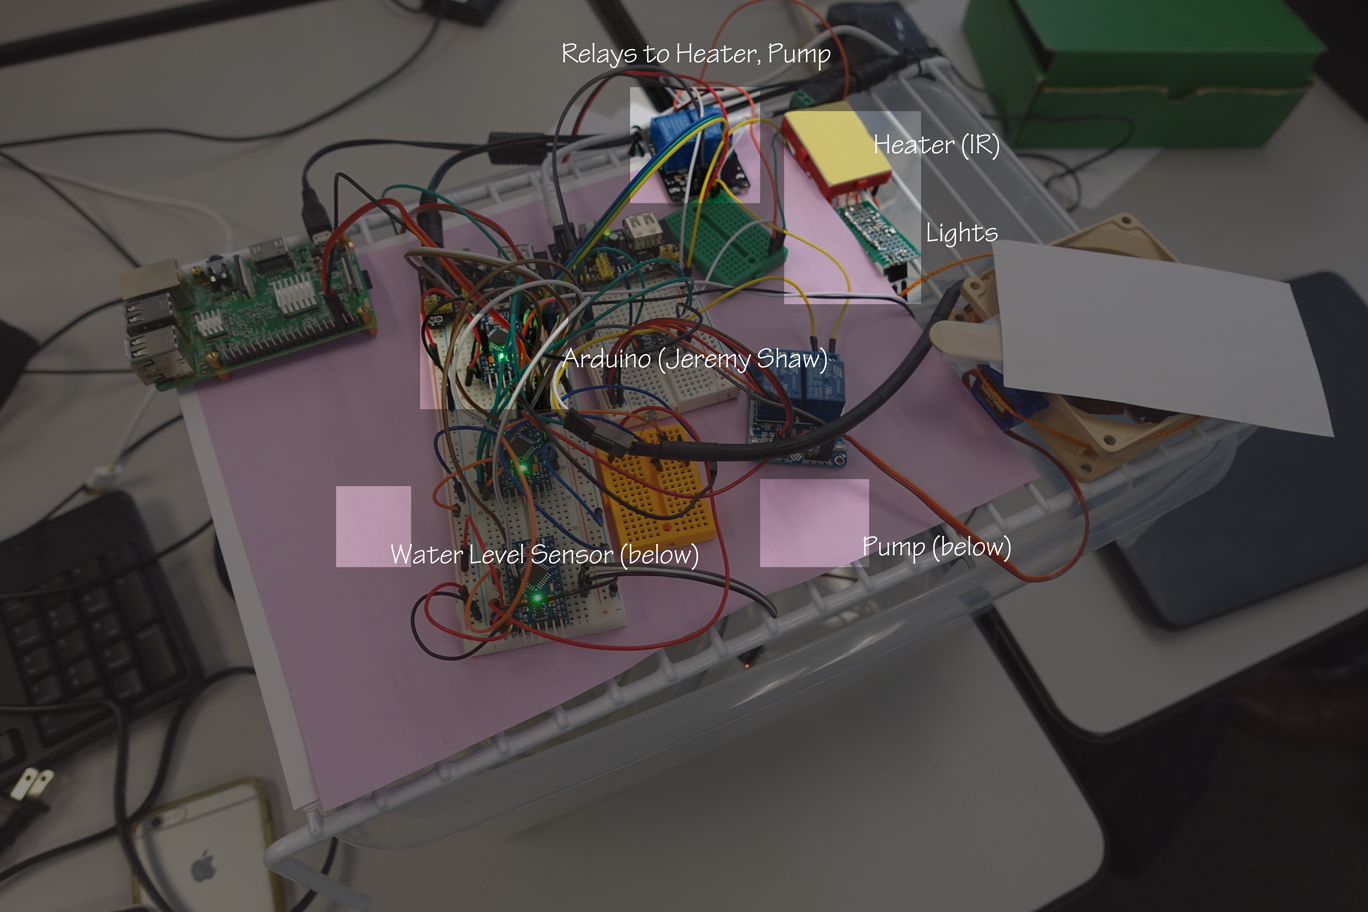 Relays to Heater, Pump
Heater (IR)
Lights
Arduino (Jeremy Shaw)
Water Level Sensor (below)
Pump (below)